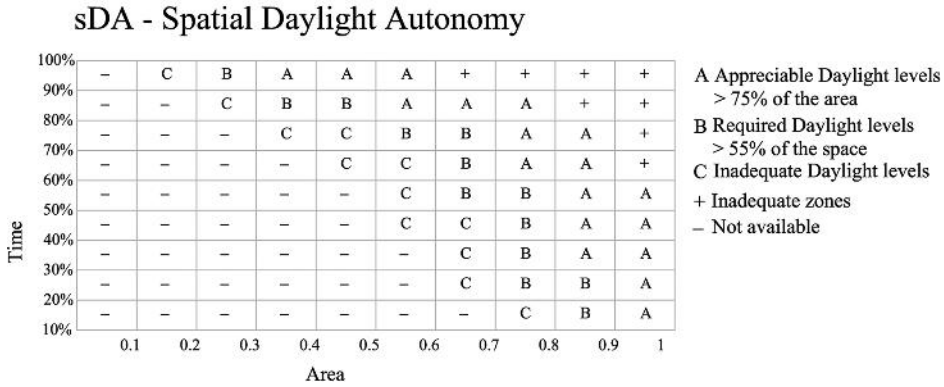 sDA - Spatial Daylight Autonomy
100%
– C B A A A + + + +
90%
– – C B B A A A + +
80%
– – – C C B B A A +
70%
– – – – C C B A A +
60%
– – – – – C B B A A
50%
– – – – – C C B A A
40%
– – – – – – C B A A
30%
– – – – – – C B B A
20%
– – – – – – – C B A
10%
0.1 0.2 0.3 0.4 0.5 0.6 0.7 0.8 0.9 1
Time
Area
A Appreciable Daylight levels
> 75% of the area
B Required Daylight levels
> 55% of the space
C Inadequate Daylight levels
+ Inadequate zones
– Not available